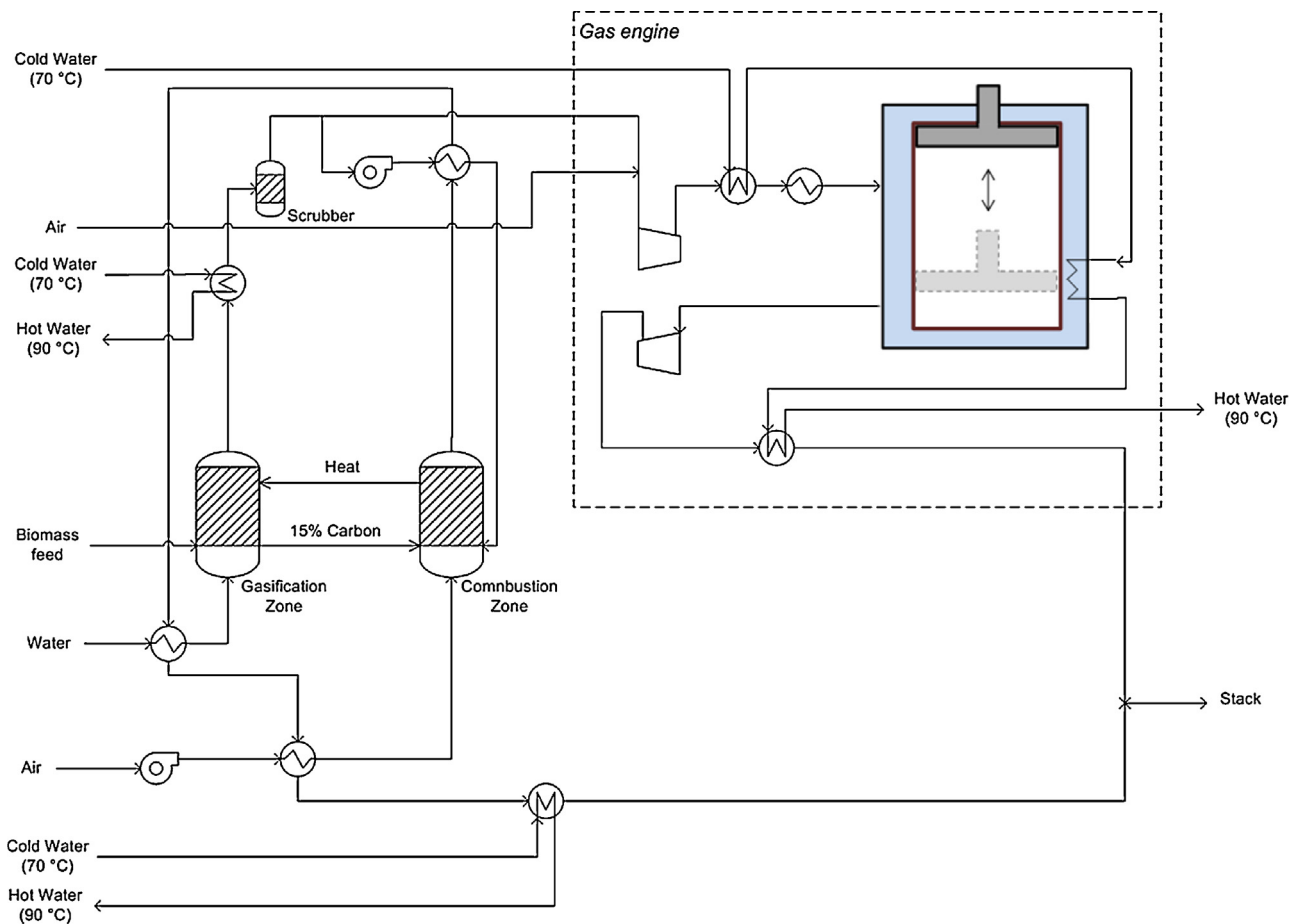 Gas engine
Cold Water
(70 °C)
Scrubber
Air
Cold Water
(70 °C)
Hot Water
(90 °C)
Hot Water
(90 °C)
Heat
15% Carbon
Biomass
feed
Gasification
Zone
Comnbustion
Zone
Water
Stack
Air
Cold Water
(70 °C)
Hot Water
(90 °C)